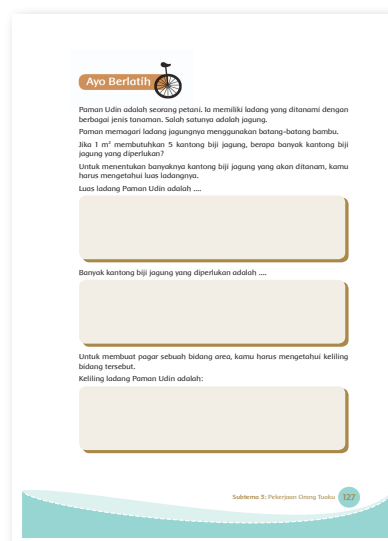 Ayo Berlatih
Paman Udin adalah seorang petani. Ia memiliki ladang yang ditanami dengan
berbagai jenis tanaman. Salah satunya adalah jagung.
Paman memagari ladang jagungnya menggunakan batang-batang bambu.
Jika 1 m² membutuhkan 5 kantong biji jagung, berapa banyak kantong biji
jagung yang diperlukan?
Untuk menentukan banyaknya kantong biji jagung yang akan ditanam, kamu
harus mengetahui luas ladangnya.
Luas ladang Paman Udin adalah ....
Banyak kantong biji jagung yang diperlukan adalah ....
Untuk membuat pagar sebuah bidang area, kamu harus mengetahui keliling
bidang tersebut.
Keliling ladang Paman Udin adalah:
Subtema 3: Pekerjaan Orang Tuaku 127